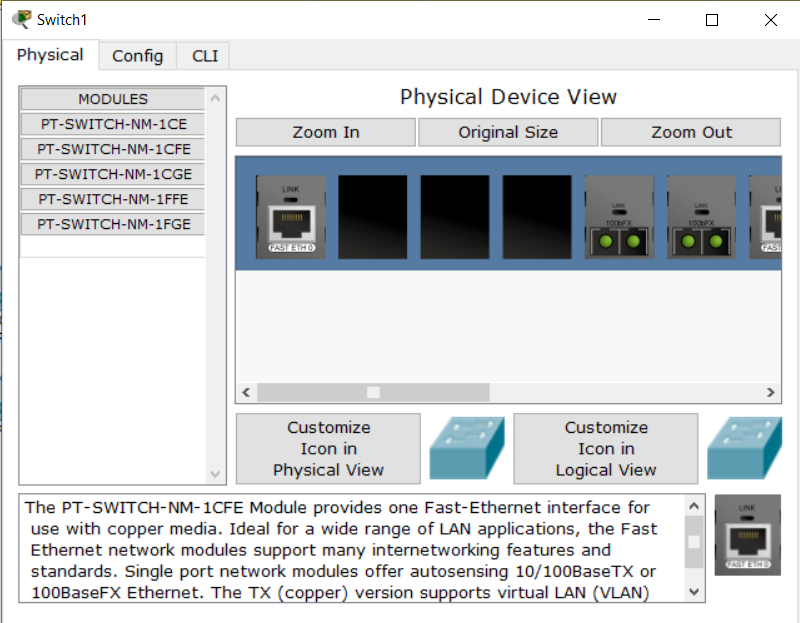 Switch1
Physical
Config
CLI
MODULES
PT-SWITCH-NM-1CE
PT-SWITCH-NM-1CFE
PT-SWITCH-NM-1CGE
PT-SWITCH-NM-1FFE
PT-SWITCH-NM-1FGE
Physical Device View
Zoom In
Original Size
Zoom Out
LINK
FAST ETH 0
LINK
100bFX
LINK
100bFX
LINK
FAST
Customize
Icon in
Physical View
Customize
Icon in
Logical View
The PT-SWITCH-NM-1CFE Module provides one Fast-Ethernet interface for
use with copper media. Ideal for a wide range of LAN applications, the Fast
Ethernet network modules support many internetworking features and
standards. Single port network modules offer autosensing 10/100BaseTX or
100BaseFX Ethernet. The TX (copper) version supports virtual LAN (VLAN)
LINK
FAST ETH 0